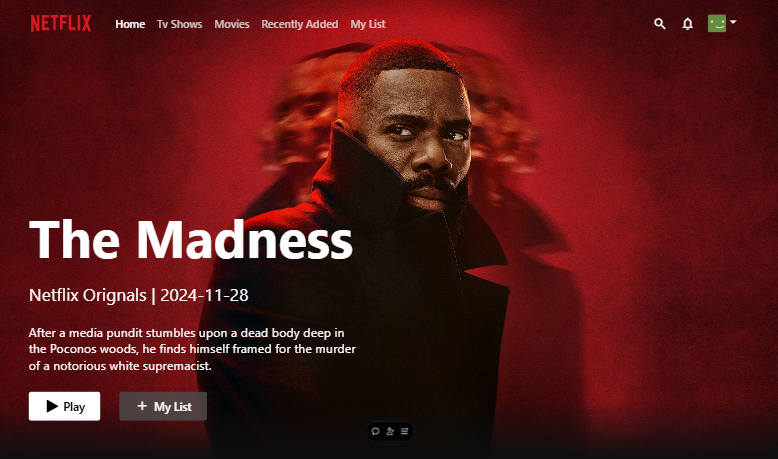 NETFLIX
Home Tv Shows Movies Recently Added My List
The Madness
Netflix Orignals | 2024-11-28
After a media pundit stumbles upon a dead body deep in
the Poconos woods, he finds himself framed for the murder
of a notorious white supremacist.
Play + My List